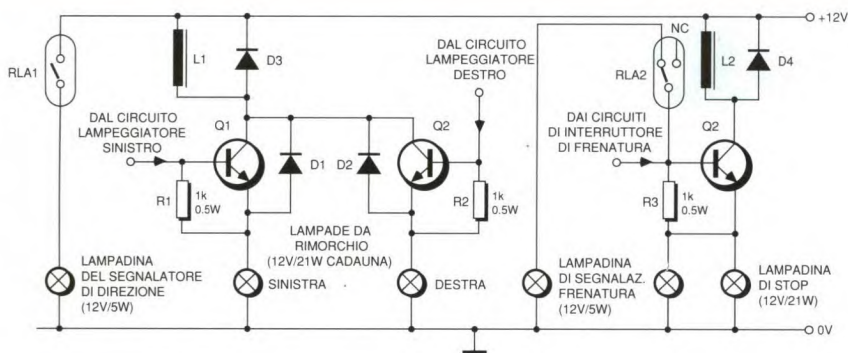 +12V
NC
RLA1
L1
D3
DAL CIRCUITO
LAMPEGGIATORE
DESTRO
RLA2
L2
D4
DAL CIRCUITO
LAMPEGGIATORE
SINISTRO
Q1
Q2
DAI CIRCUITI
DI INTERRUTTORE
DI FRENATURA
Q2
D1
D2
R1
1k
0.5W
R2
1k
0.5W
R3
1k
0.5W
LAMPADE DA
RIMORCHIO
(12V/21W CADAUNA)
LAMPADINA
DEL SEGNALATORE
DI DIREZIONE
(12V/5W)
SINISTRA
DESTRA
LAMPADINA
DI SEGNALAZ.
FRENATURA
(12V/5W)
LAMPADINA
DI STOP
(12V/21W)
0V